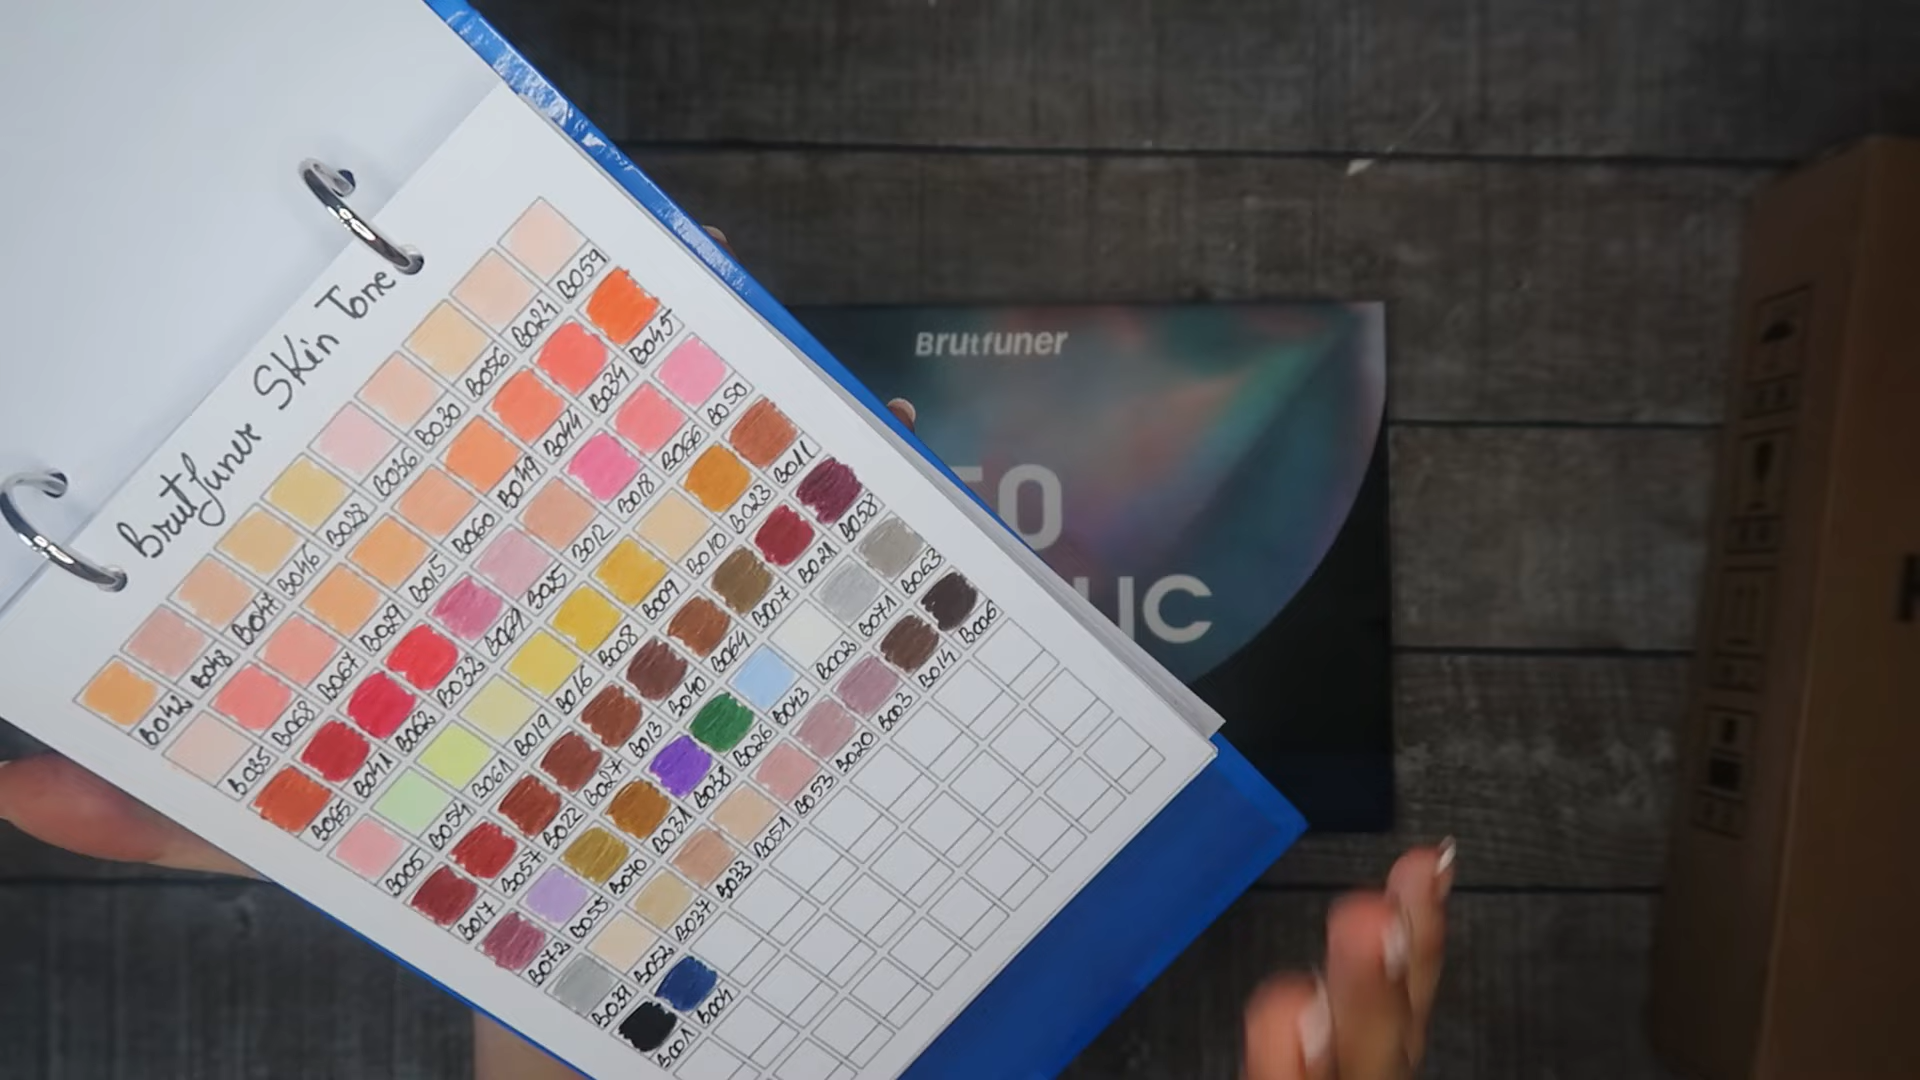 Brutfuner Skin Tone
B042 B048 B047 B046 B028 B036 B030 B056 B024 B059
B035 B068 B067 B029 B015 B060 B049 B044 B034 B045
B065 B041 B062 B032 B069 B025 B012 B018 B066 B050
B005 B054 B061 B019 B016 B008 B009 B010 B023 B011
B017 B057 B022 B027 B013 B040 B064 B007 B021 B058
B072 B055 B070 B031 B038 B026 B043 B002 B071 B063
B039 B052 B037 B033 B051 B053 B020 B003 B014 B006
B001 B004
Brutfuner